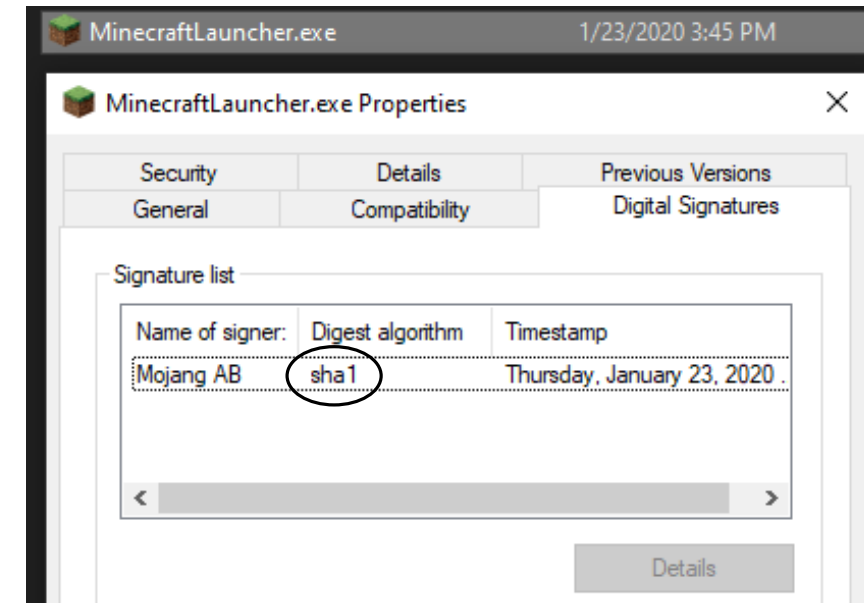 MinecraftLauncher.exe 1/23/2020 3:45 PM
MinecraftLauncher.exe Properties
Security Details Previous Versions
General Compatibility Digital Signatures
Signature list
Name of signer: Digest algorithm Timestamp
Mojang AB sha1 Thursday, January 23, 2020 .
Details